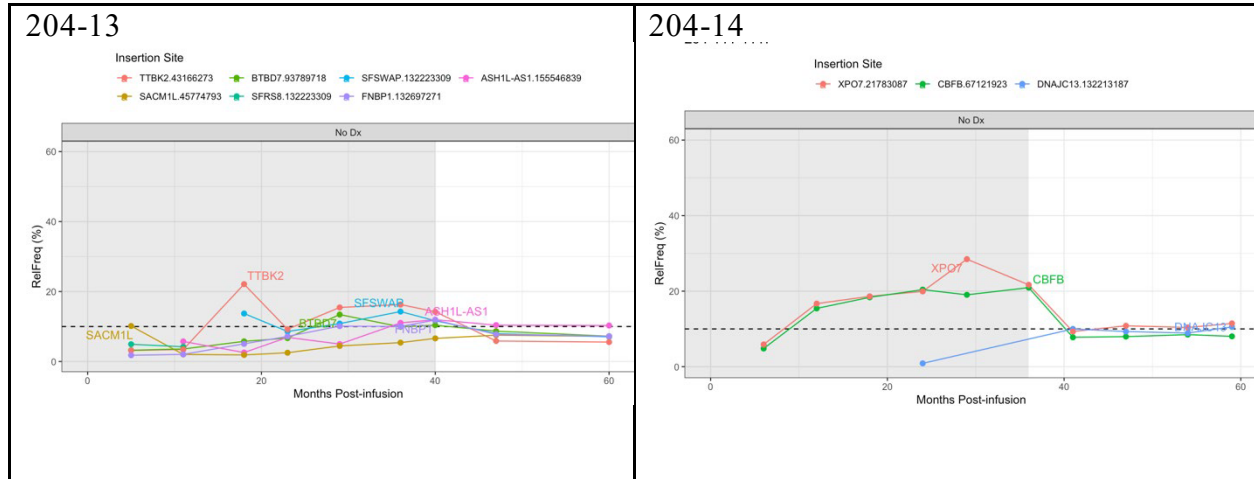 204-13
Insertion Site
TTBK2.43166273 BTBD7.93789718 SFSWAP.132223309 ASH1L-AS1.155546839
SACM1L.45774793 SFRS8.132223309 FNBP1.132697271
No Dx
60
40
20
0
RelFreq (%)
TTBK2
SFSWAP
ASH1L-AS1
BTBD7
FNBP1
SACM1L
0 20 40 60
Months Post-infusion
204-14
Insertion Site
XPO7.21783087 CBFB.67121923 DNAJC13.132213187
No Dx
60
40
20
0
RelFreq (%)
XPO7
CBFB
DNAJC13
0 20 40 60
Months Post-infusion